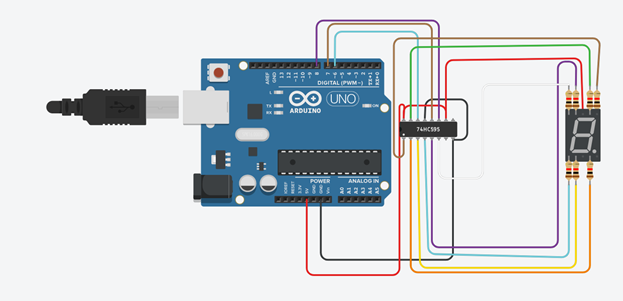 AREF
GND
13
12
~11
~10
~9
8
7
~6
~5
4
~3
2
TX→1
RX←0
DIGITAL (PWM ~)
L
TX
RX
UNO
ON
ARDUINO
74HC595
POWER
ANALOG IN
IOREF
RESET
3.3V
5V
GND
GND
Vin
A0
A1
A2
A3
A4
A5